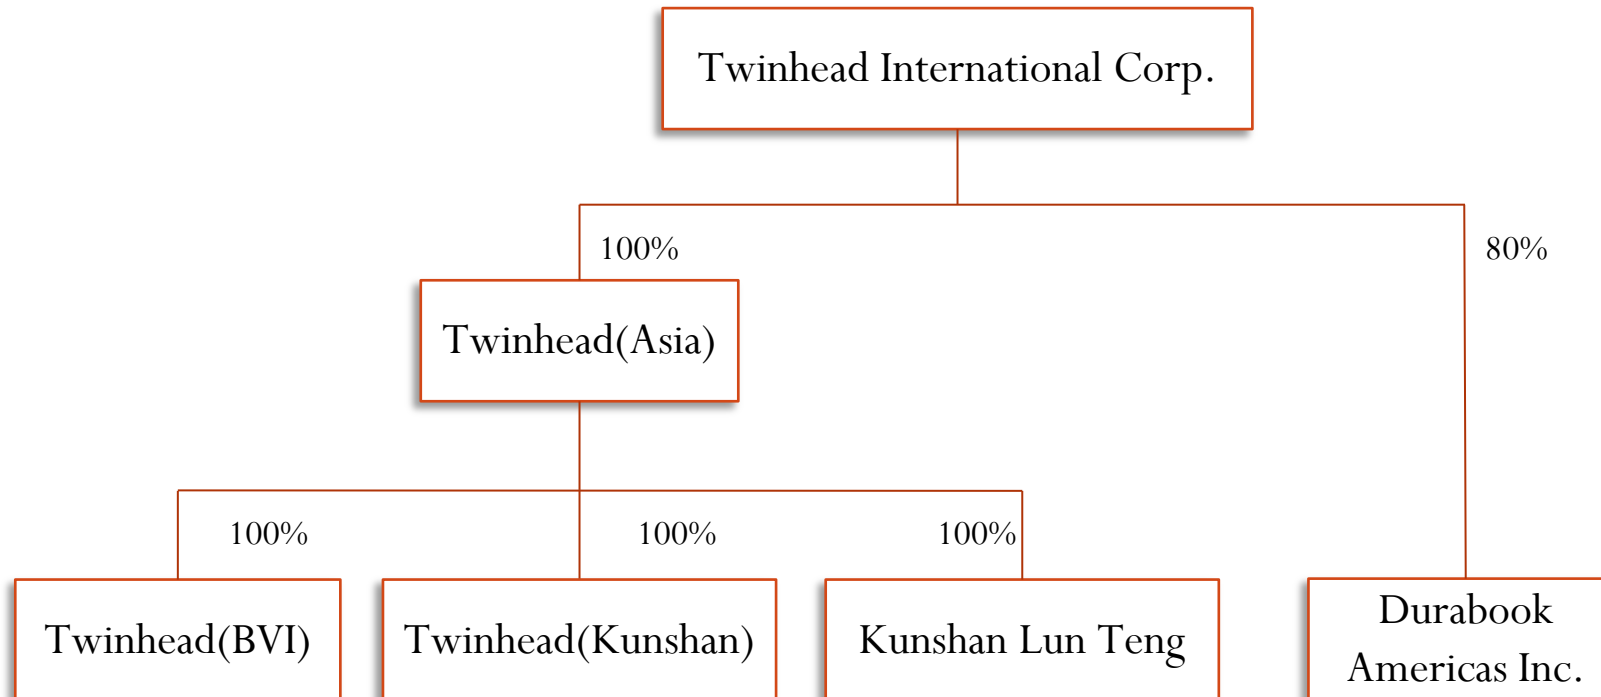 Twinhead International Corp.
100%
80%
Twinhead(Asia)
100%
100%
100%
Twinhead(BVI)
Twinhead(Kunshan)
Kunshan Lun Teng
Durabook
Americas Inc.